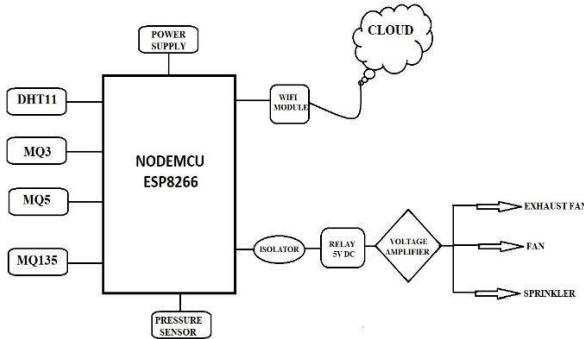 POWER
SUPPLY
CLOUD
DHT11
WIFI
MODULE
MQ3
NODEMCU
ESP8266
MQ5
EXHAUST FAN
MQ135
ISOLATOR
RELAY
5V DC
VOLTAGE
AMPLIFIER
FAN
SPRINKLER
PRESSURE
SENSOR